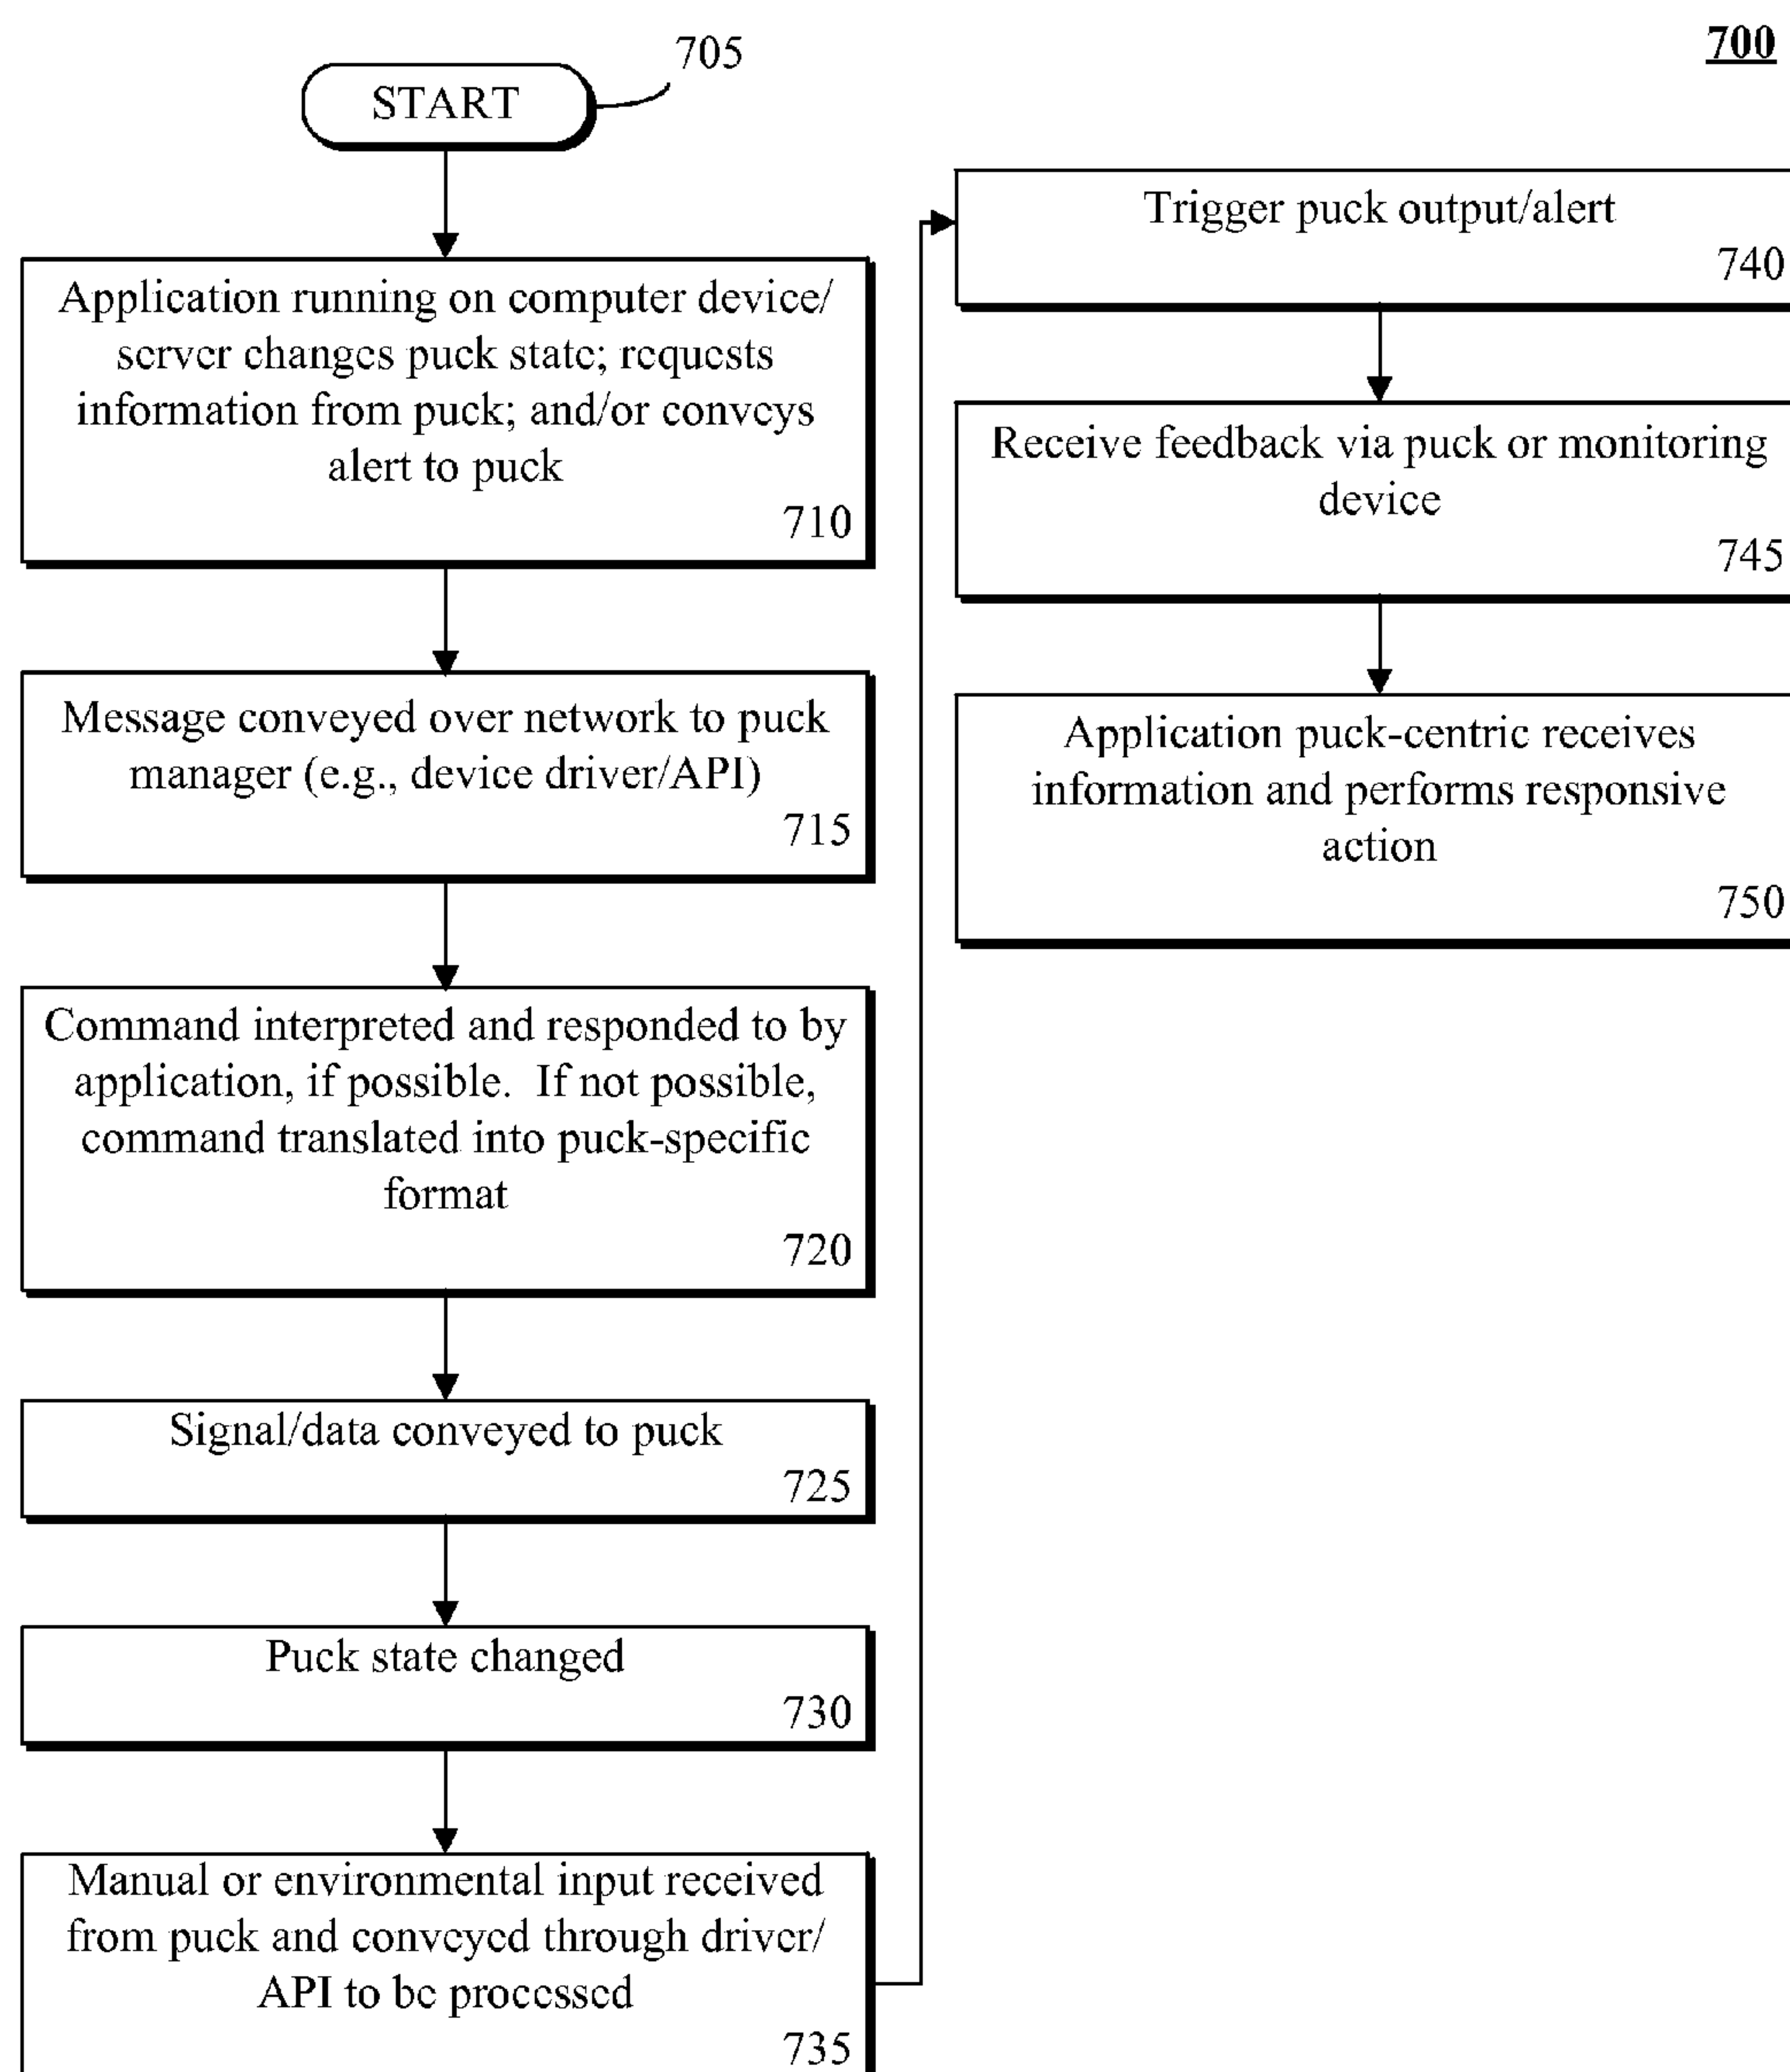 700
705
START
Application running on computer device/
server changes puck state; requests
information from puck; and/or conveys
alert to puck
710
Message conveyed over network to puck
manager (e.g., device driver/API)
715
Command interpreted and responded to by
application, if possible.  If not possible,
command translated into puck-specific
format
720
Signal/data conveyed to puck
725
Puck state changed
730
Manual or environmental input received
from puck and conveyed through driver/
API to be processed
735
Trigger puck output/alert
740
Receive feedback via puck or monitoring
device
745
Application puck-centric receives
information and performs responsive
action
750